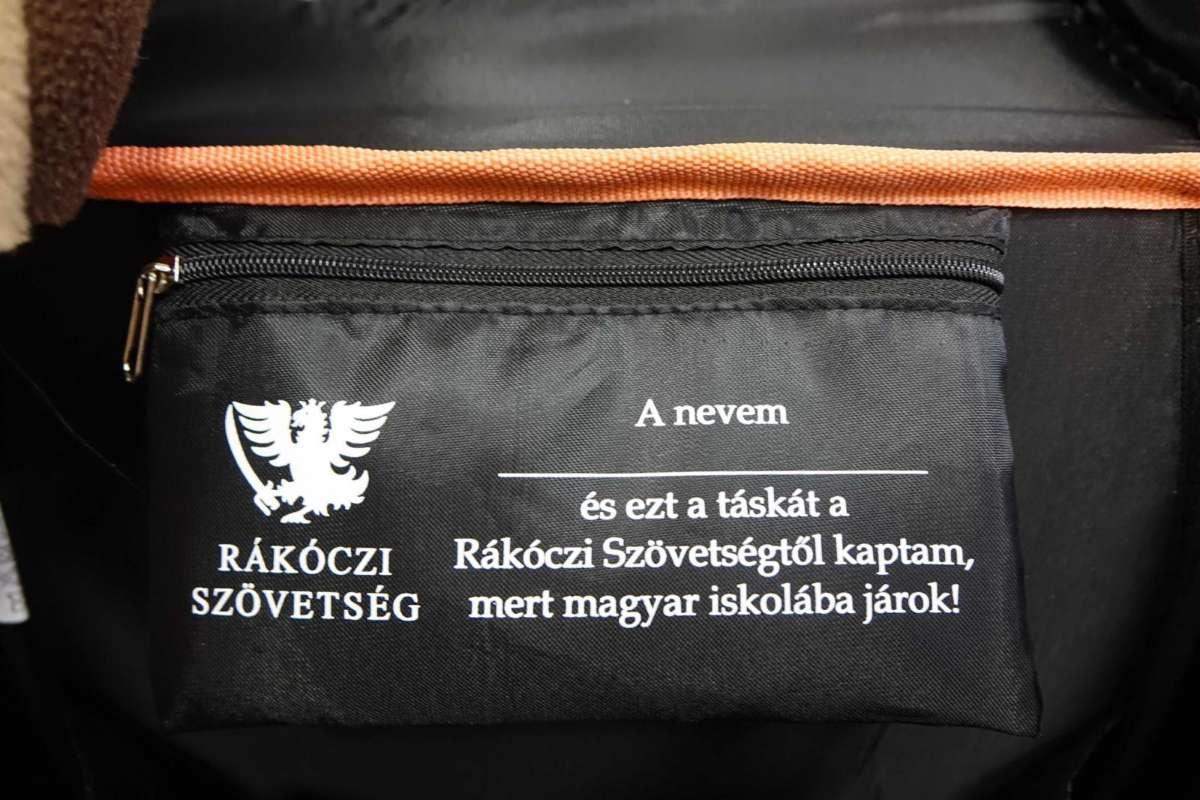 RÁKÓCZI
SZÖVETSÉG
A nevem
és ezt a táskát a
Rákóczi Szövetségtől kaptam,
mert magyar iskolába járok!